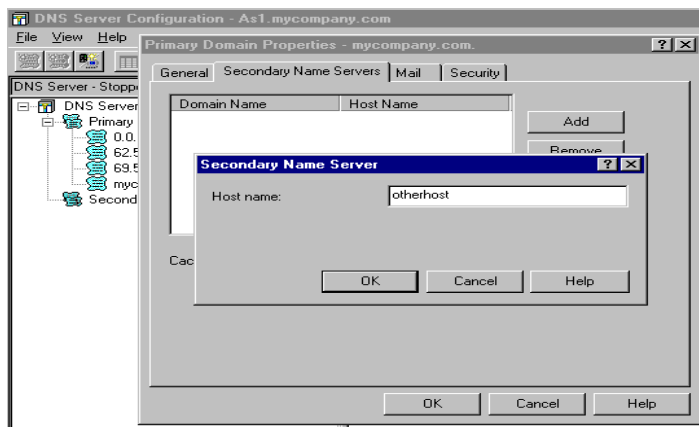 DNS Server Configuration - As1.mycompany.com
File View Help
Primary Domain Properties - mycompany.com.
General Secondary Name Servers Mail Security
DNS Server - Stopp
DNS Server
Primary
0.0.
62.5
69.5
myc
Second
Domain Name Host Name
Add
Remove
Secondary Name Server
Host name: otherhost
Cac
OK Cancel Help
OK Cancel Help